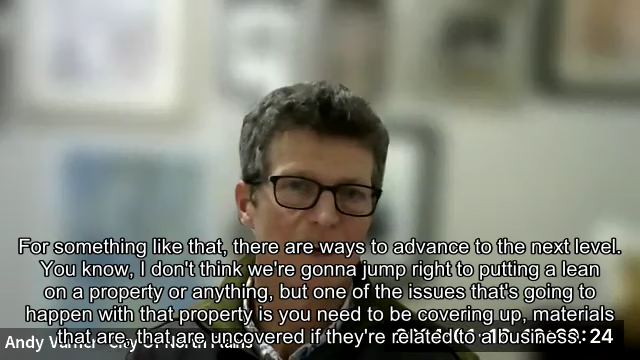 For something like that, there are ways to advance to the next level.
You know, I don't think we're gonna jump right to putting a lean
on a property or anything, but one of the issues that's going to
happen with that property is you need to be covering up, materials
that are, that are uncovered if they're related to a business.
Andy